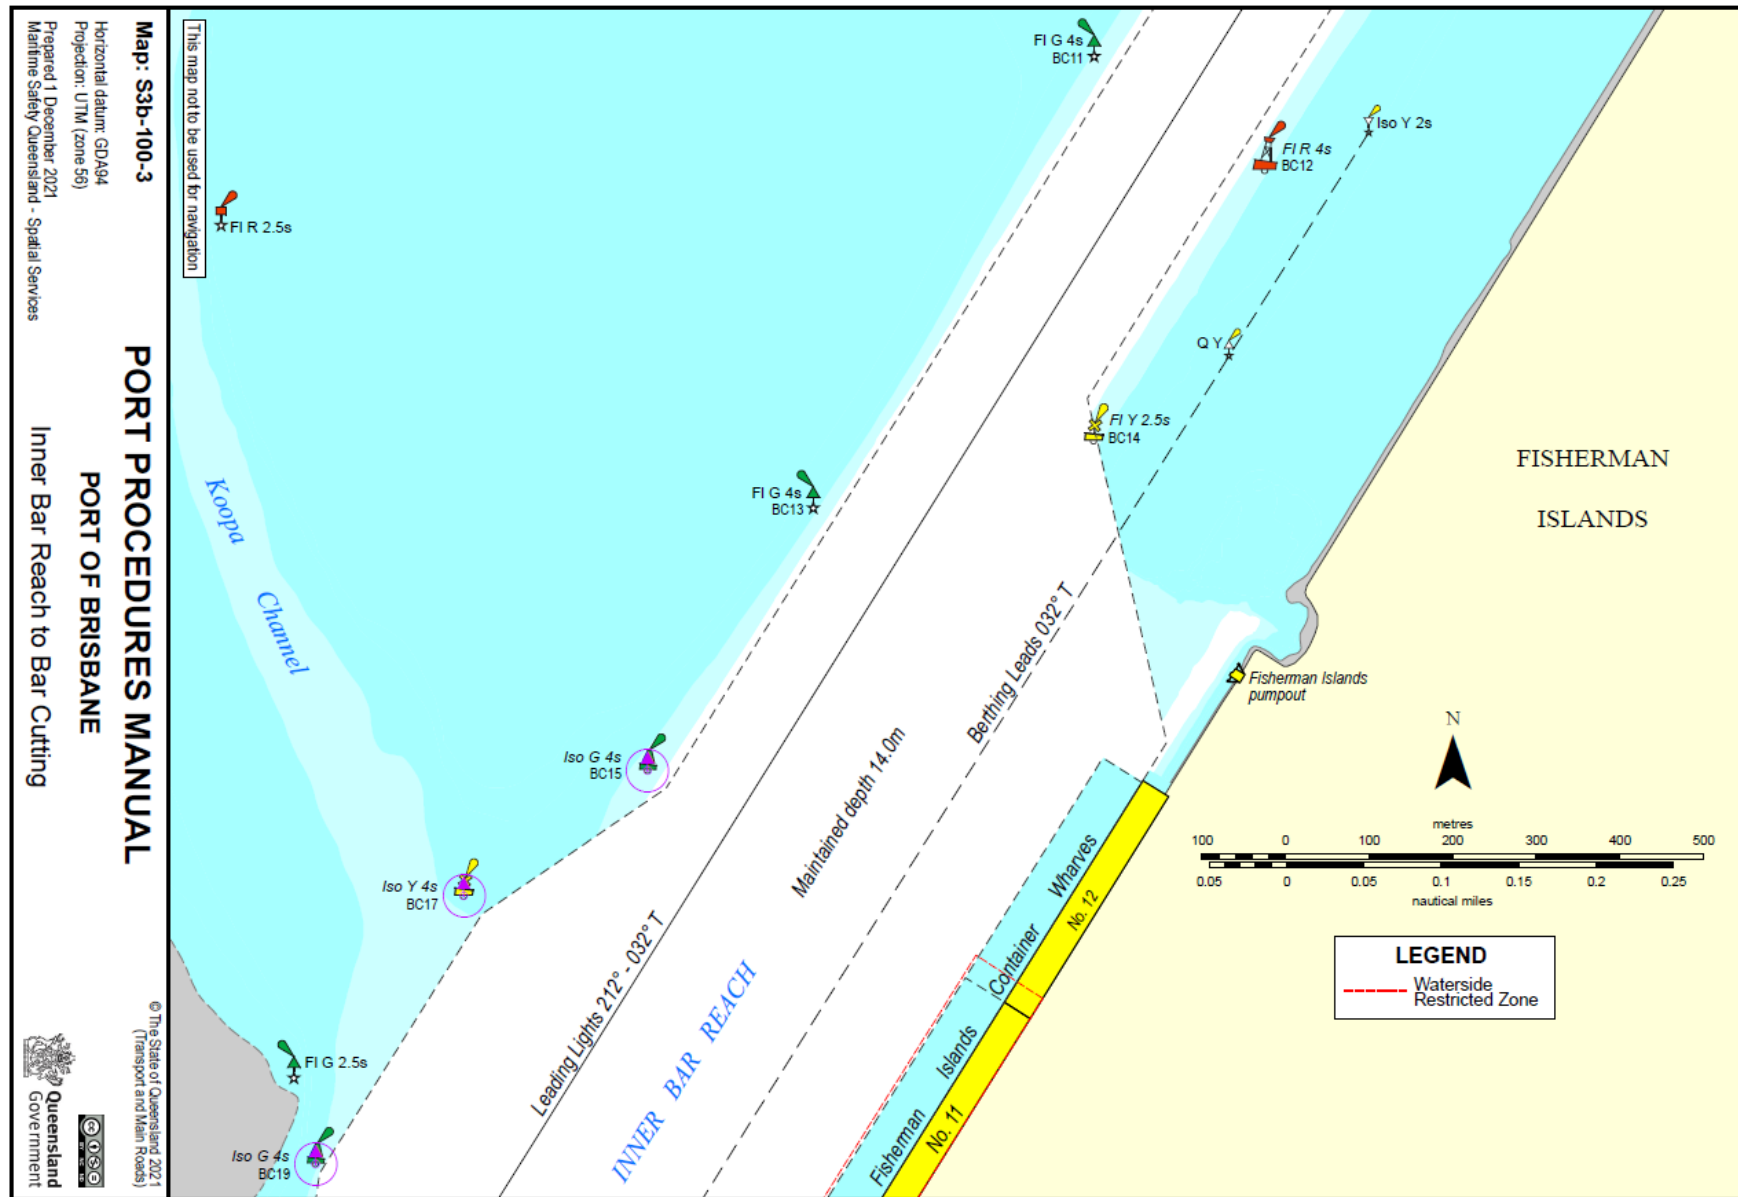 Map: S3b-100-3
Horizontal datum: GDA94
Projection: UTM (zone 56)
Prepared 1 December 2021
Maritime Safety Queensland - Spatial Services
PORT PROCEDURES MANUAL
PORT OF BRISBANE
Inner Bar Reach to Bar Cutting
© The State of Queensland 2021
(Transport and Main Roads)
Queensland
Government
This map not to be used for navigation
Fl G 4s
BC11
Iso Y 2s
Fl R 4s
BC12
Fl R 2.5s
Q Y
Fl Y 2.5s
BC14
FISHERMAN
ISLANDS
Fl G 4s
BC13
Koopa
Channel
Berthing Leads 032° T
Fisherman Islands
pumpout
N
Iso G 4s
BC15
Maintained depth 14.0m
metres
100 0 100 200 300 400 500
0.05 0 0.05 0.1 0.15 0.2 0.25
nautical miles
Iso Y 4s
BC17
Leading Lights 212° - 032° T
INNER BAR REACH
Fisherman Islands Container Wharves
No. 12
No. 11
LEGEND
Waterside
Restricted Zone
Fl G 2.5s
Iso G 4s
BC19